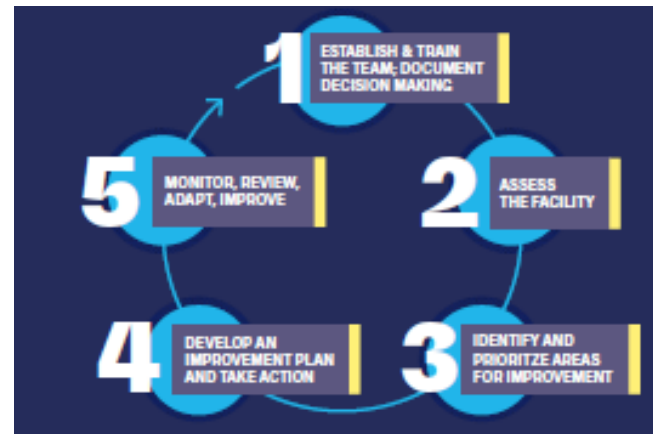 1
ESTABLISH & TRAIN
THE TEAM; DOCUMENT
DECISION MAKING
2
ASSESS
THE FACILITY
3
IDENTIFY AND
PRIORITZE AREAS
FOR IMPROVEMENT
4
DEVELOP AN
IMPROVEMENT PLAN
AND TAKE ACTION
5
MONITOR, REVIEW,
ADAPT, IMPROVE